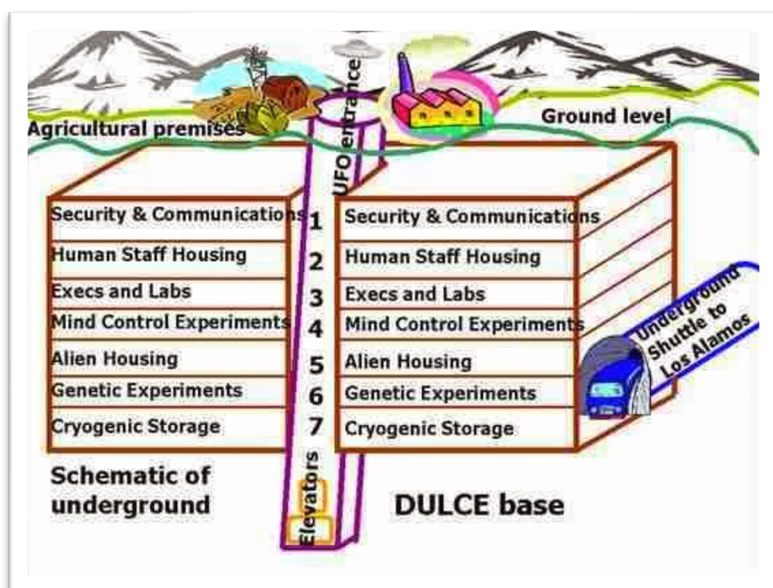 UFO entrance
Agricultural premises
Ground level
Security & Communications
1
Security & Communications
Human Staff Housing
2
Human Staff Housing
Execs and Labs
3
Execs and Labs
Mind Control Experiments
4
Mind Control Experiments
Alien Housing
5
Alien Housing
Genetic Experiments
6
Genetic Experiments
Cryogenic Storage
7
Cryogenic Storage
Underground
Shuttle to
Los Alamos
Elevators
Schematic of
underground
DULCE base